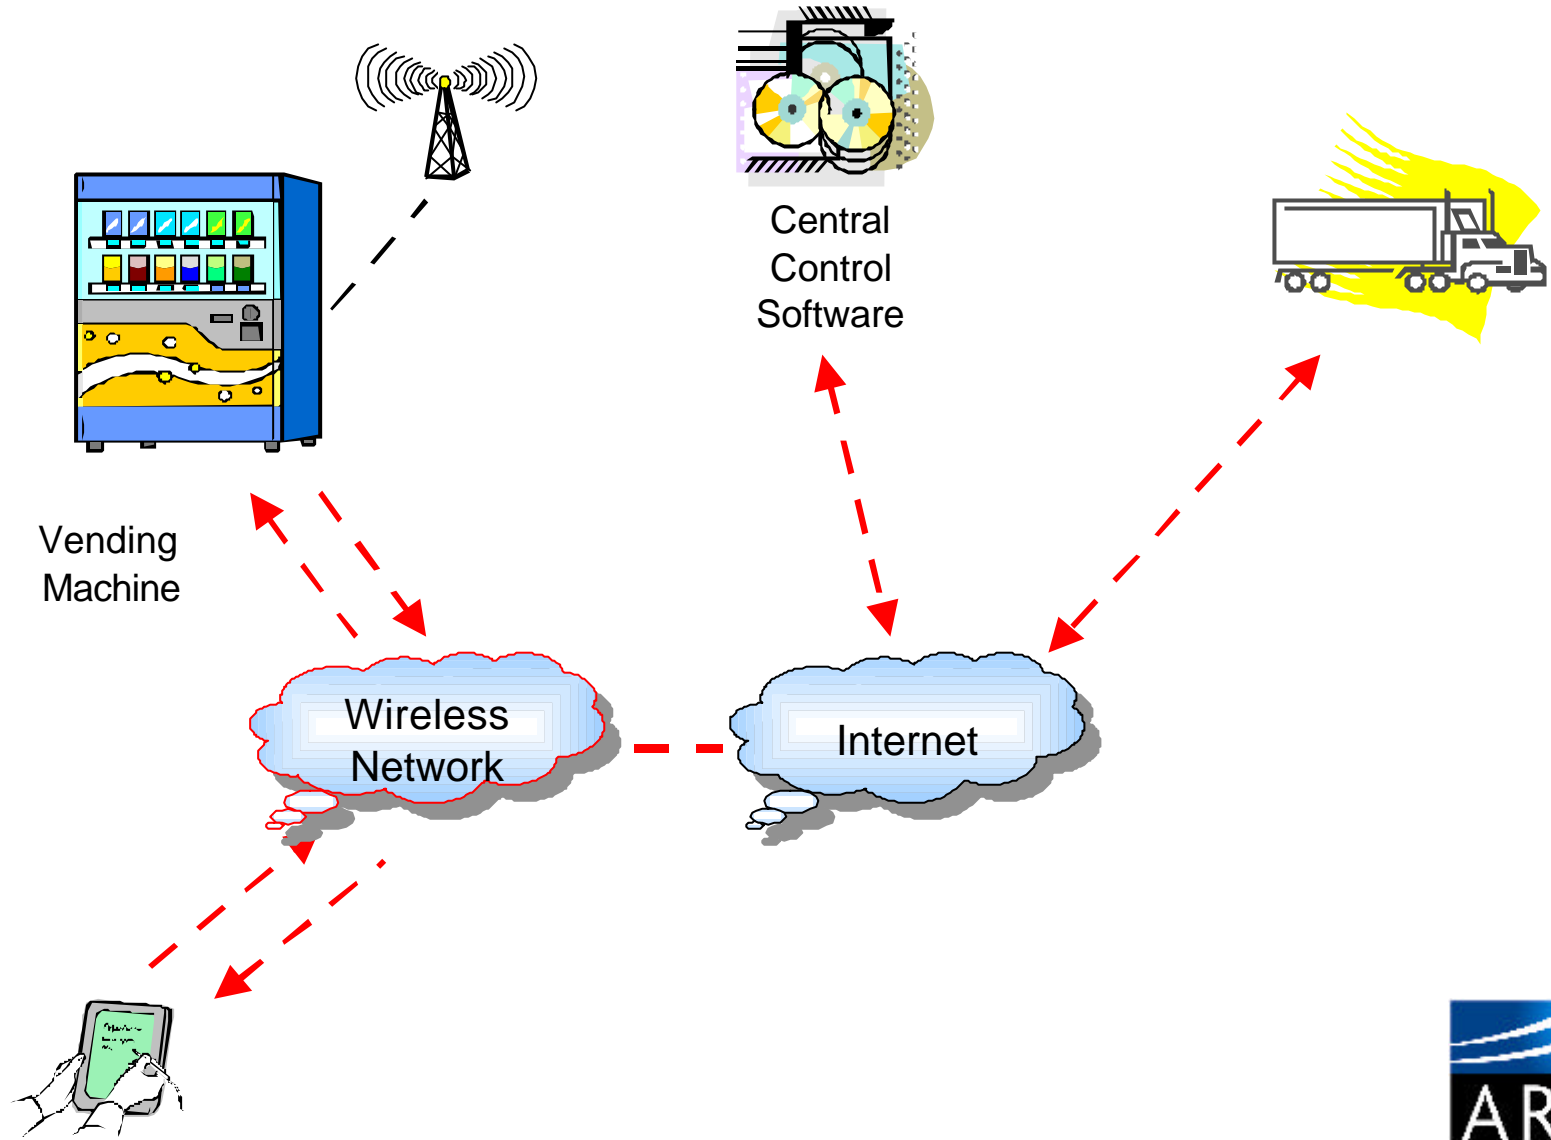 Central
Control
Software
Vending
Machine
Wireless
Network
Internet
AR